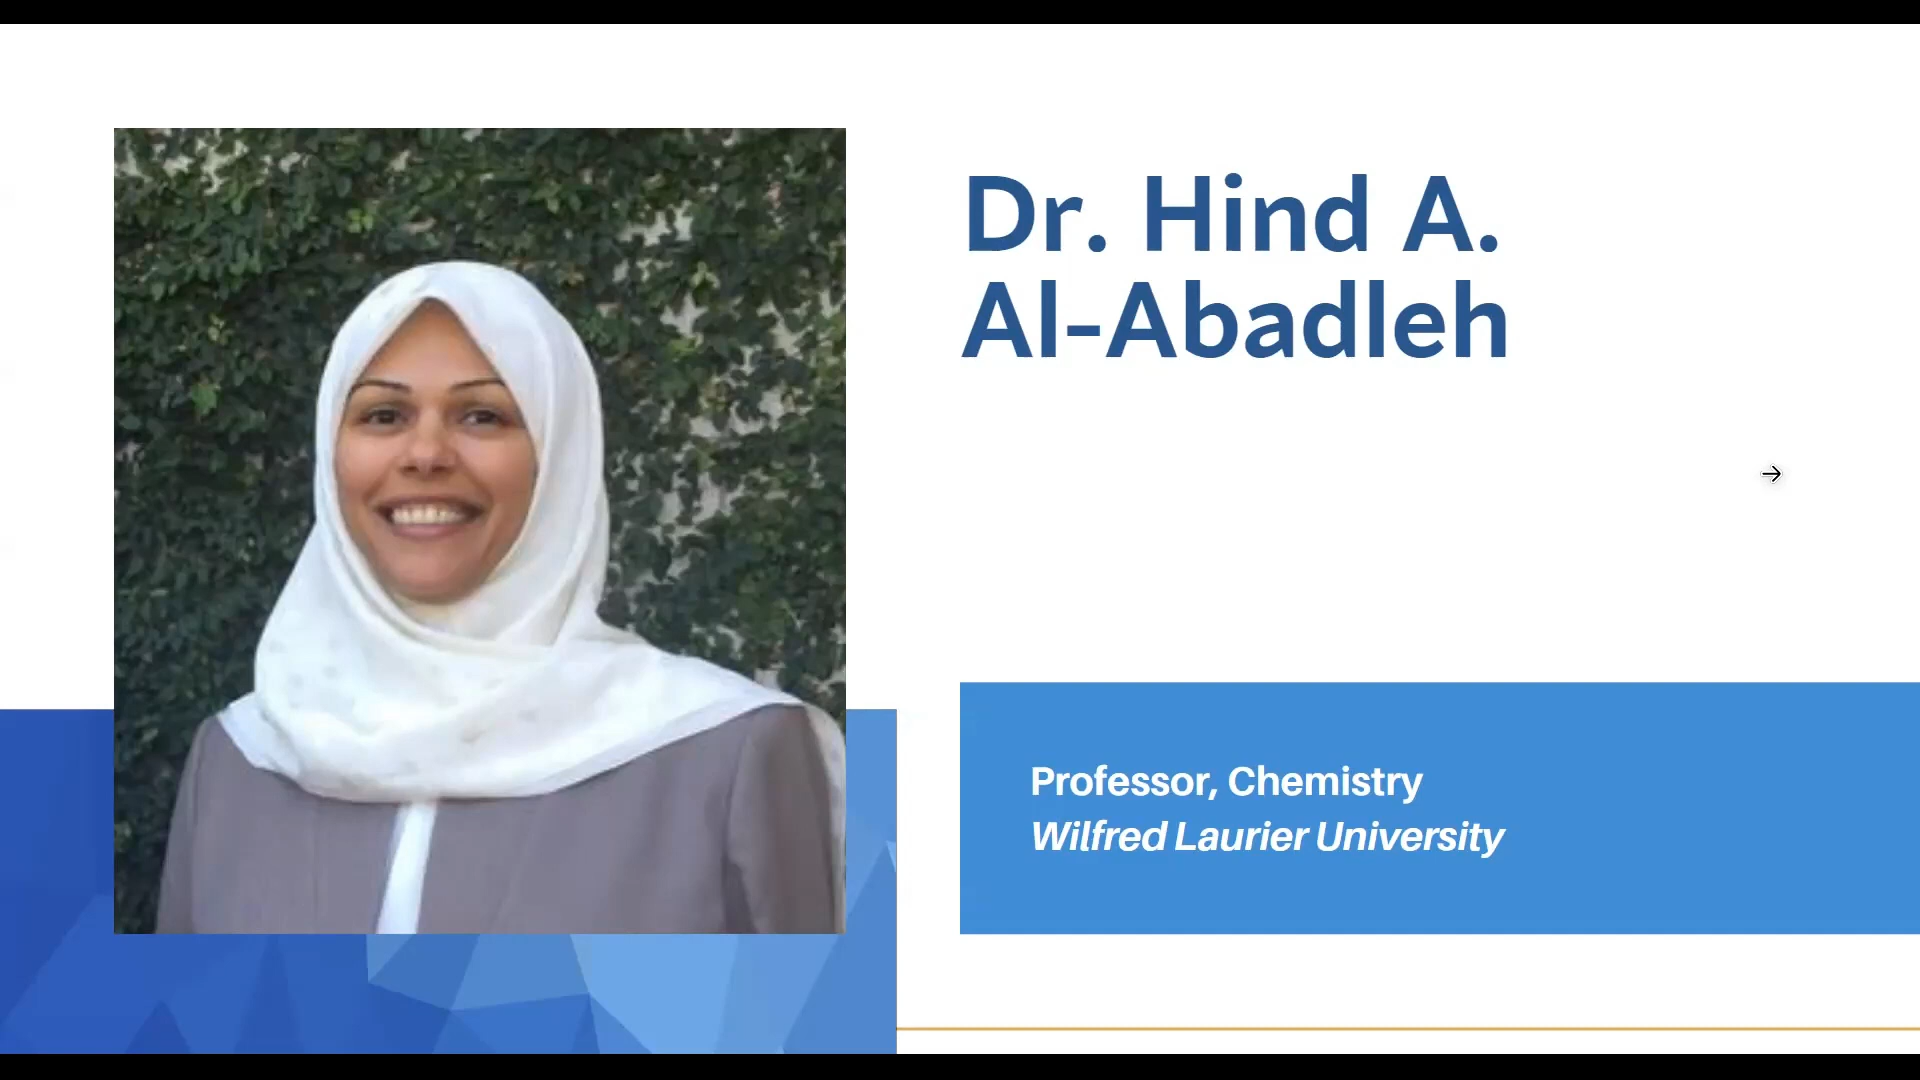 Dr. Hind A.
Al-Abadleh
Professor, Chemistry
Wilfred Laurier University